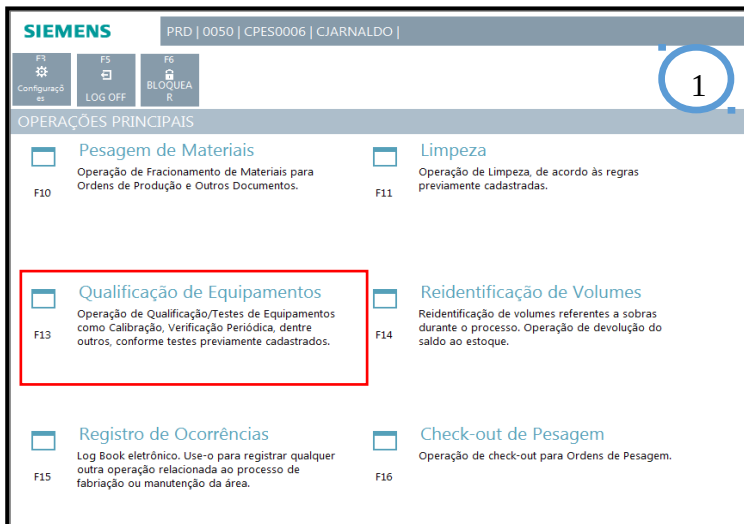 SIEMENS
PRD | 0050 | CPES0006 | CJARNALDO |
F3
Configuraçõ
es
F5
LOG OFF
F6
BLOQUEA
R
1
OPERAÇÕES PRINCIPAIS
Pesagem de Materiais
Operação de Fracionamento de Materiais para
Ordens de Produção e Outros Documentos.
F10
Limpeza
Operação de Limpeza, de acordo às regras
previamente cadastradas.
F11
Qualificação de Equipamentos
Operação de Qualificação/Testes de Equipamentos
como Calibração, Verificação Periódica, dentre
outros, conforme testes previamente cadastrados.
F13
Reidentificação de Volumes
Reidentificação de volumes referentes a sobras
durante o processo. Operação de devolução do
saldo ao estoque.
F14
Registro de Ocorrências
Log Book eletrônico. Use-o para registrar qualquer
outra operação relacionada ao processo de
fabriação ou manutenção da área.
F15
Check-out de Pesagem
Operação de check-out para Ordens de Pesagem.
F16